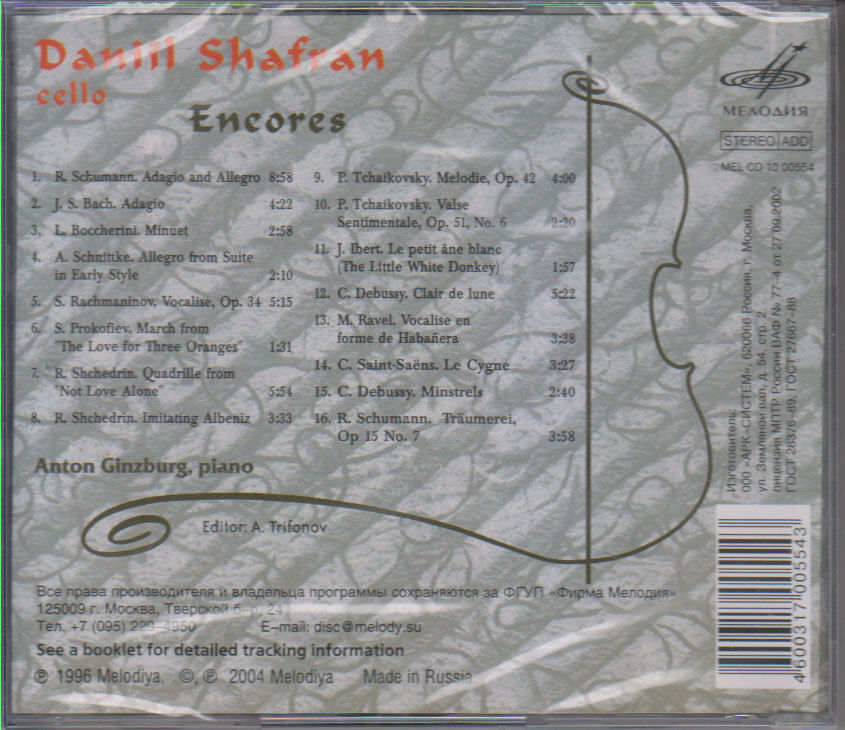 Daniil Shafran
cello
Encores
1. R. Schumann. Adagio and Allegro 8:58
2. J. S. Bach. Adagio 4:22
3. L. Boccherini. Minuet 2:58
4. A. Schnittke. Allegro from Suite
in Early Style 2:10
5. S. Rachmaninov. Vocalise, Op. 34 5:15
6. S. Prokofiev. March from
"The Love for Three Oranges" 1:31
7. R. Shchedrin. Quadrille from
"Not Love Alone" 5:54
8. R. Shchedrin. Imitating Albeniz 3:33
9. P. Tchaikovsky. Melodie, Op. 42 4:00
10. P. Tchaikovsky. Valse
Sentimentale, Op. 51, No. 6 2:20
11. J. Ibert. Le petit âne blanc
(The Little White Donkey) 1:57
12. C. Debussy. Clair de lune 5:22
13. M. Ravel. Vocalise en
forme de Habañera 3:38
14. C. Saint-Saëns. Le Cygne 3:27
15. C. Debussy. Minstrels 2:40
16. R. Schumann. Träumerei,
Op 15 No. 7 3:58
Anton Ginzburg, piano
Editor: A. Trifonov
МЕЛОДИЯ
STEREO ADD
MEL CD 10 00554
Изготовитель:
ООО «АРК-СИСТЕМ», 620066 Россия, г. Москва,
ул. Земляной вал, д. 54, стр. 2.
лицензии МПТР России ВАФ № 77-4 от 27.09.2002
ГОСТ 28376-89, ГОСТ 27667-88
4600317005543
Все права производителя и владельца программы сохраняются за ФГУП «Фирма Мелодия»
125009 г. Москва, Тверской б-р, 24
Тел. +7 (095) 229-4950 E-mail: disc@melody.su
See a booklet for detailed tracking information
℗ 1996 Melodiya, ©, ℗ 2004 Melodiya Made in Russia